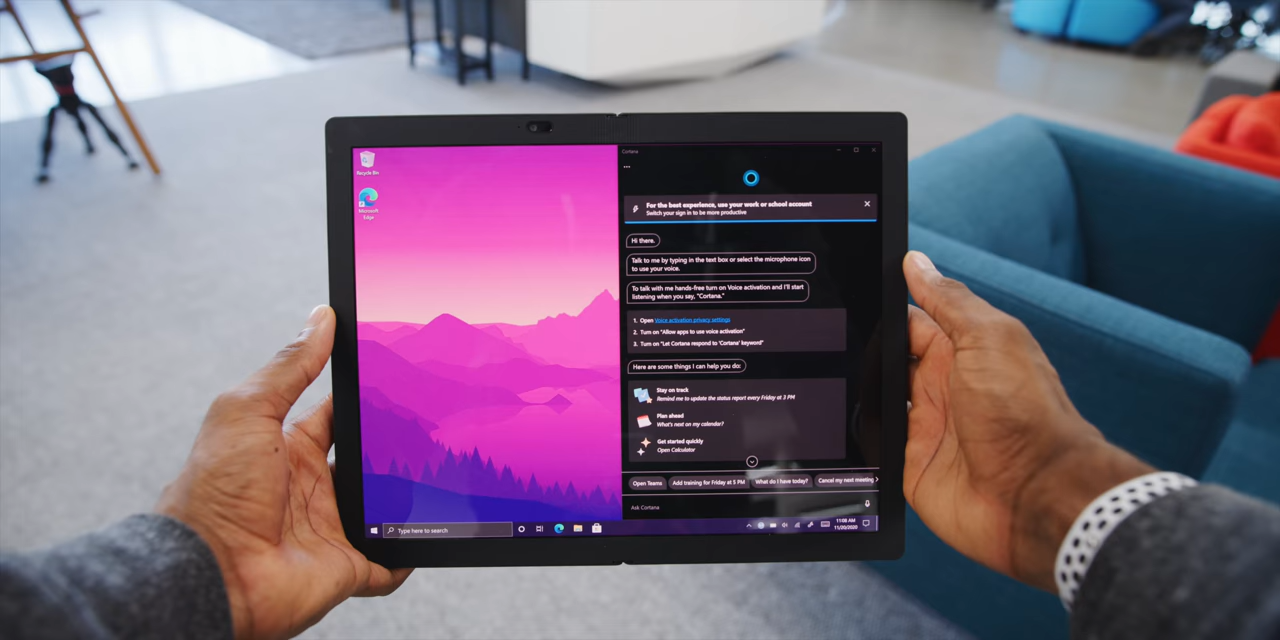 Recycle Bin
Microsoft
Edge
Cortana
For the best experience, use your work or school account
Switch your sign in to be more productive
Hi there.
Talk to me by typing in the text box or select the microphone icon
to use your voice.
To talk with me hands-free turn on Voice activation and I'll start
listening when you say, "Cortana."
1. Open Voice activation privacy settings
2. Turn on "Allow apps to use voice activation"
3. Turn on "Let Cortana respond to 'Cortana' keyword"
Here are some things I can help you do:
Stay on track
Remind me to update the status report every Friday at 3 PM
Plan ahead
What's next on my calendar?
Get started quickly
Open Calculator
Open Teams Add training for Friday at 5 PM What do I have today? Cancel my next meeting
Ask Cortana
Type here to search
11:08 AM
11/20/2020